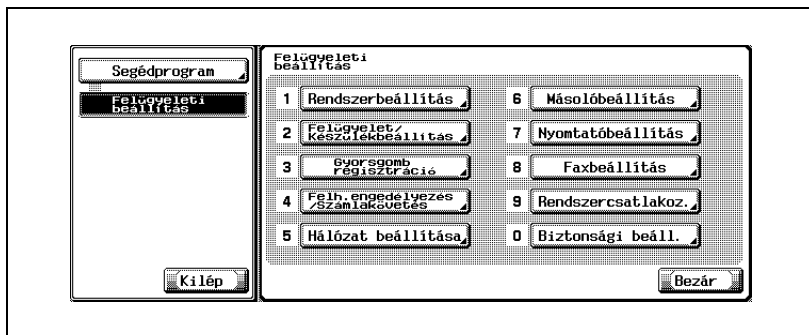 Segédprogram
Felügyeleti
beállítás
Kilép
Felügyeleti
beállítás
1 Rendszerbeállítás
2 Felügyelet/
Készülékbeállítás
3 Gyorsgomb
regisztráció
4 Felh.engedélyezés
/Számlakövetés
5 Hálózat beállítása
6 Másolóbeállítás
7 Nyomtatóbeállítás
8 Faxbeállítás
9 Rendszercsatlakoz.
0 Biztonsági beáll.
Bezár